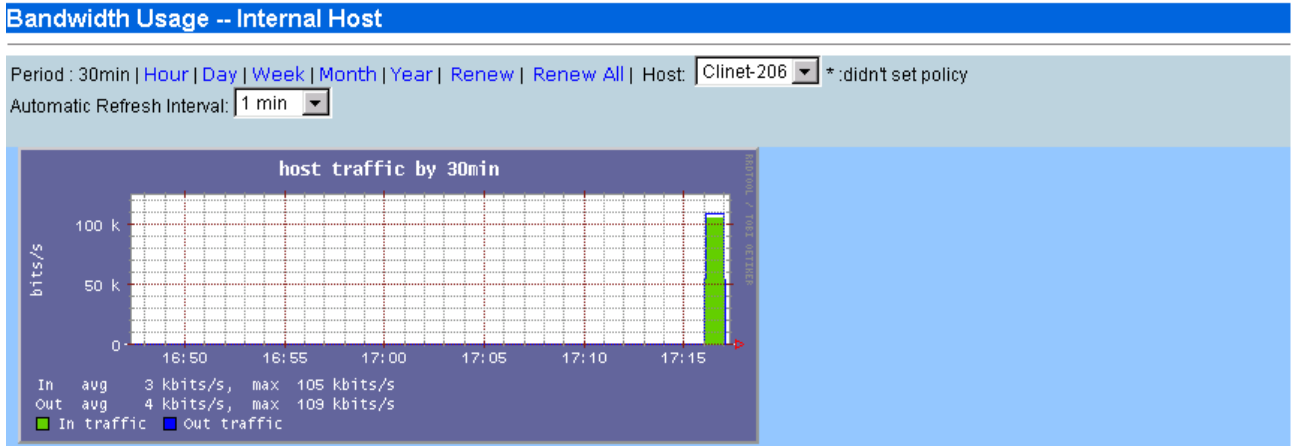 Bandwidth Usage -- Internal Host
Period : 30min | Hour | Day | Week | Month | Year | Renew | Renew All | Host: Clinet-206 * :didn't set policy
Automatic Refresh Interval: 1 min
host traffic by 30min
RRDTOOL / TOBI OETIKER
bits/s
100 k
50 k
0
16:50 16:55 17:00 17:05 17:10 17:15
In avg 3 kbits/s, max 105 kbits/s
Out avg 4 kbits/s, max 109 kbits/s
In traffic Out traffic